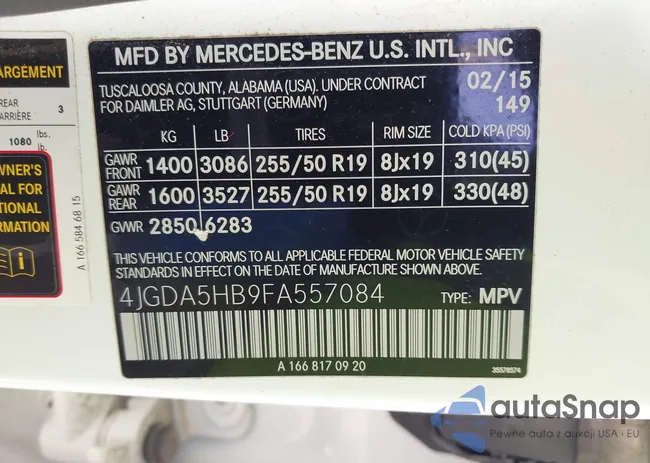 ARGEMENT
REAR
ARRIÈRE 3
1080 lbs.
lb.
WNER'S
AL FOR
TIONAL
RMATION
A 166 584 68 15
MFD BY MERCEDES-BENZ U.S. INTL., INC
TUSCALOOSA COUNTY, ALABAMA (USA). UNDER CONTRACT 02/15
FOR DAIMLER AG, STUTTGART (GERMANY) 149
KG LB TIRES RIM SIZE COLD KPA (PSI)
GAWR FRONT 1400 3086 255/50 R19 8Jx19 310(45)
GAWR REAR 1600 3527 255/50 R19 8Jx19 330(48)
GVWR 2850 6283
THIS VEHICLE CONFORMS TO ALL APPLICABLE FEDERAL MOTOR VEHICLE SAFETY
STANDARDS IN EFFECT ON THE DATE OF MANUFACTURE SHOWN ABOVE.
4JGDA5HB9FA557084 TYPE: MPV
A 166 817 09 20
35578574
autaSnap
Pewne auta z aukcji USA i EU